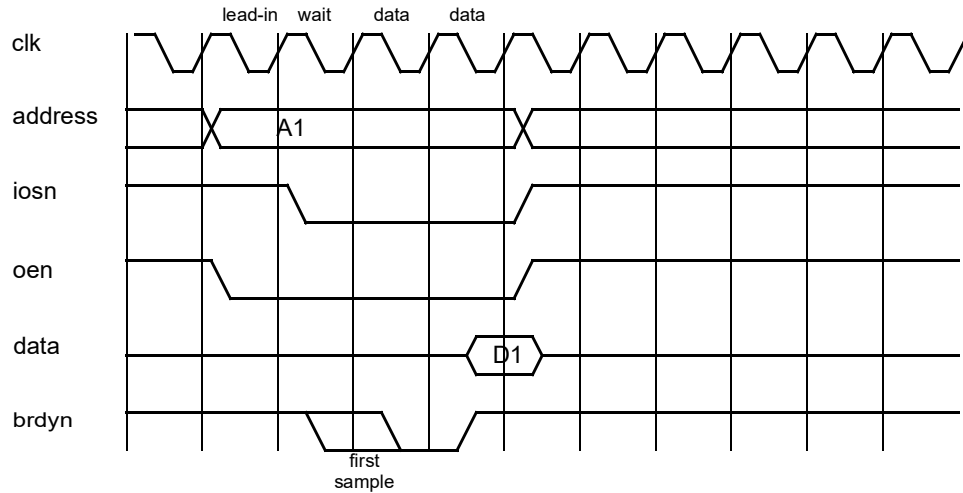 lead-in wait data data
clk
address
A1
iosn
oen
data
D1
brdyn
first
sample